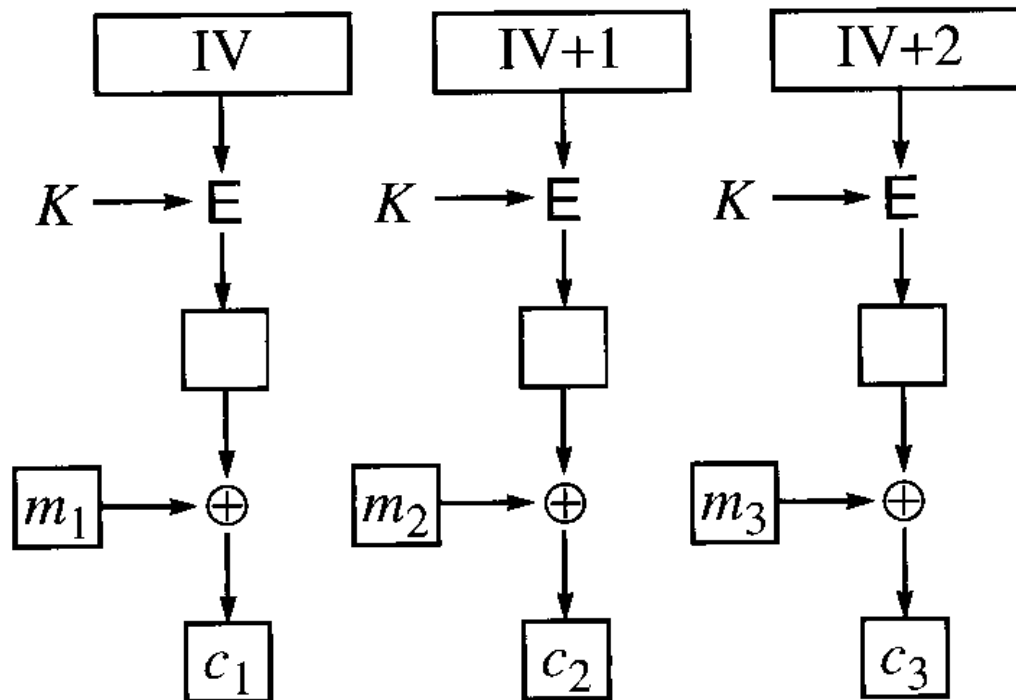 IV IV+1 IV+2
K E K E K E
m₁ ⊕ m₂ ⊕ m₃ ⊕
c₁ c₂ c₃